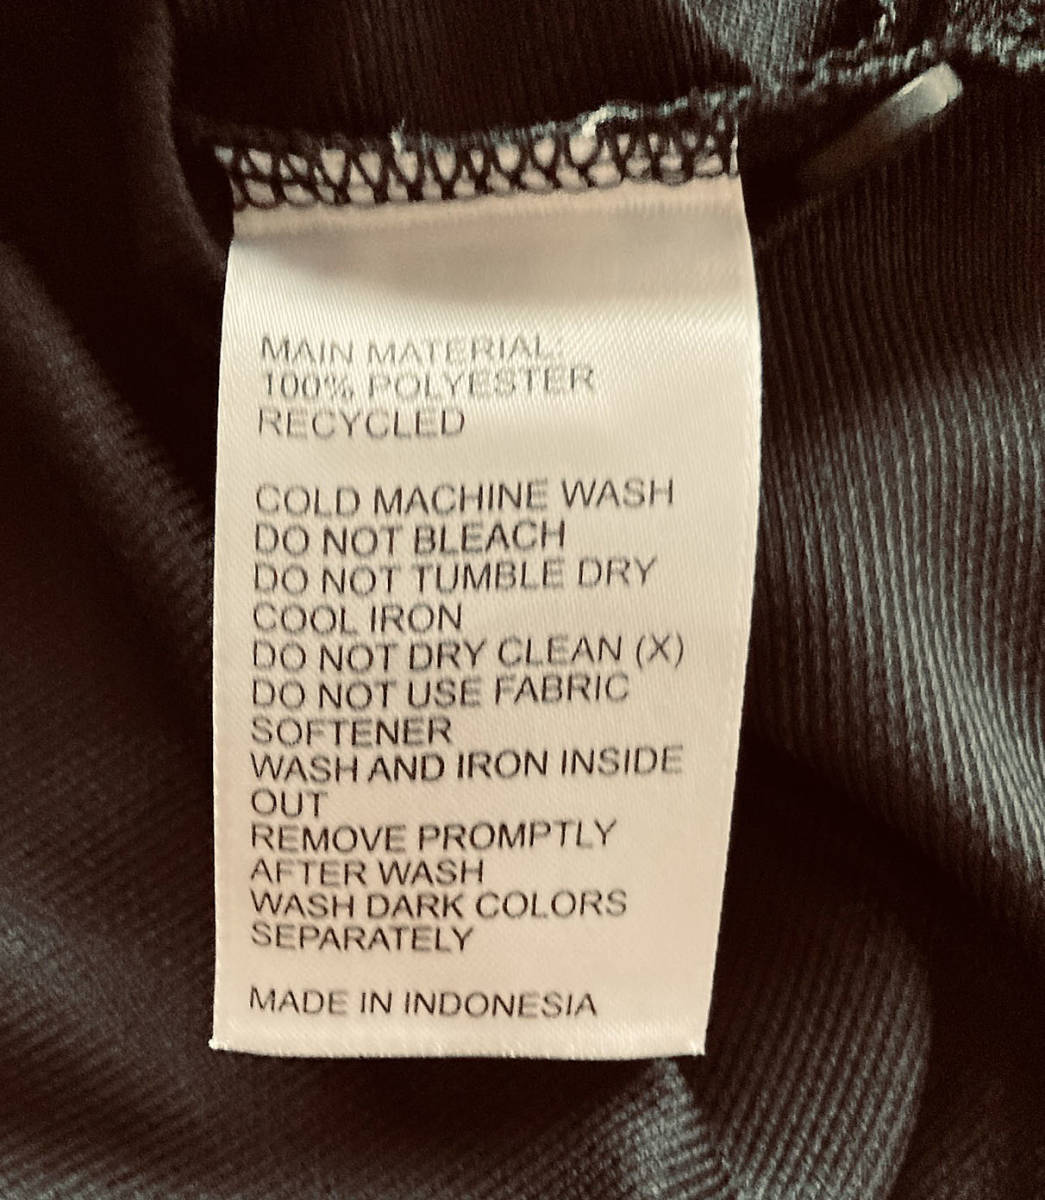 MAIN MATERIAL:
100% POLYESTER
RECYCLED
COLD MACHINE WASH
DO NOT BLEACH
DO NOT TUMBLE DRY
COOL IRON
DO NOT DRY CLEAN (X)
DO NOT USE FABRIC
SOFTENER
WASH AND IRON INSIDE
OUT
REMOVE PROMPTLY
AFTER WASH
WASH DARK COLORS
SEPARATELY
MADE IN INDONESIA